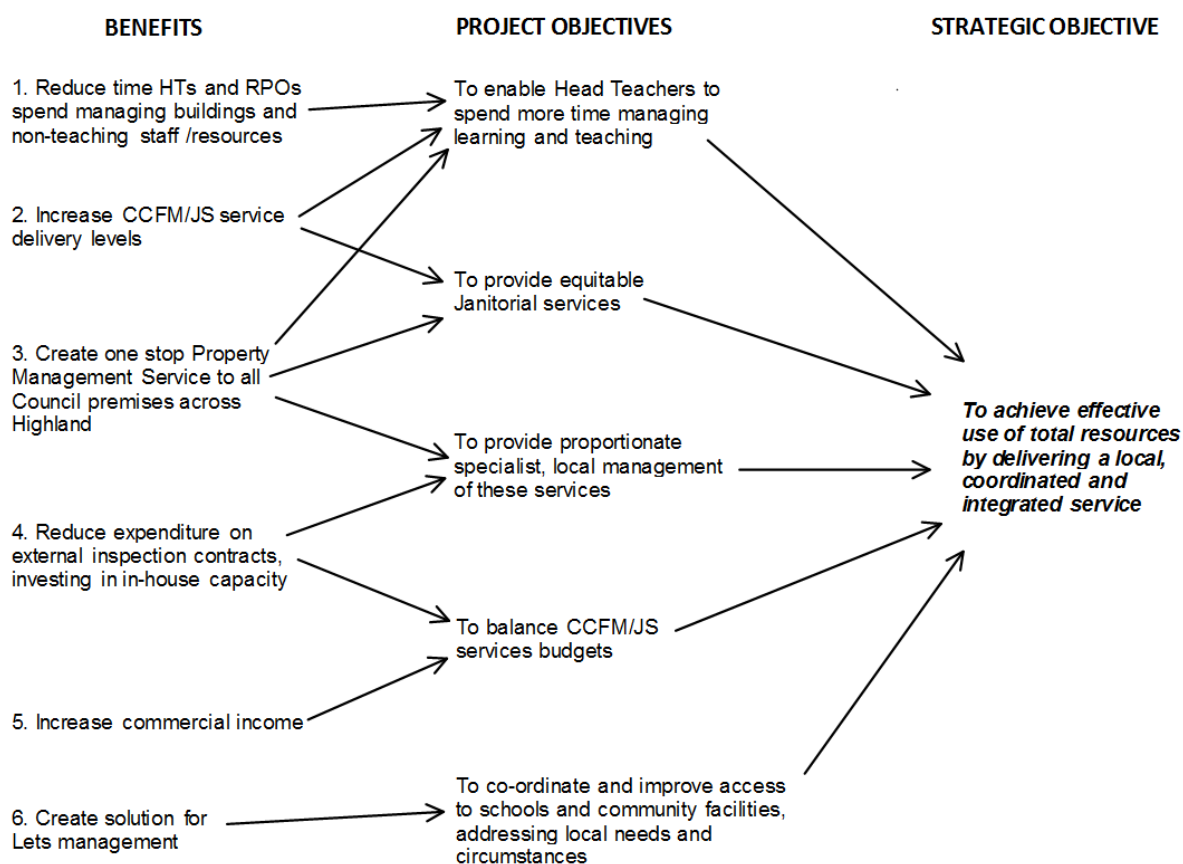 BENEFITS
PROJECT OBJECTIVES
STRATEGIC OBJECTIVE
1. Reduce time HTs and RPOs
spend managing buildings and
non-teaching staff /resources
2. Increase CCFM/JS service
delivery levels
3. Create one stop Property
Management Service to all
Council premises across
Highland
4. Reduce expenditure on
external inspection contracts,
investing in in-house capacity
5. Increase commercial income
6. Create solution for
Lets management
To enable Head Teachers to
spend more time managing
learning and teaching
To provide equitable
Janitorial services
To provide proportionate
specialist, local management
of these services
To balance CCFM/JS
services budgets
To co-ordinate and improve access
to schools and community facilities,
addressing local needs and
circumstances
To achieve effective
use of total resources
by delivering a local,
coordinated and
integrated service